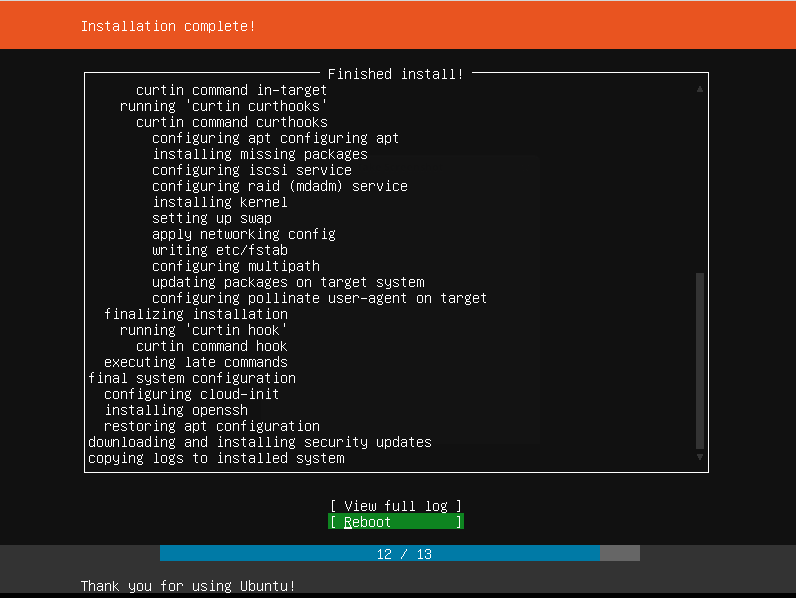 Installation complete!
Finished install!
curtin command in-target
running 'curtin curthooks'
curtin command curthooks
configuring apt configuring apt
installing missing packages
configuring iscsi service
configuring raid (mdadm) service
installing kernel
setting up swap
apply networking config
writing etc/fstab
configuring multipath
updating packages on target system
configuring pollinate user-agent on target
finalizing installation
running 'curtin hook'
curtin command hook
executing late commands
final system configuration
configuring cloud-init
installing openssh
restoring apt configuration
downloading and installing security updates
copying logs to installed system
[ View full log ]
[ Reboot ]
12 / 13
Thank you for using Ubuntu!